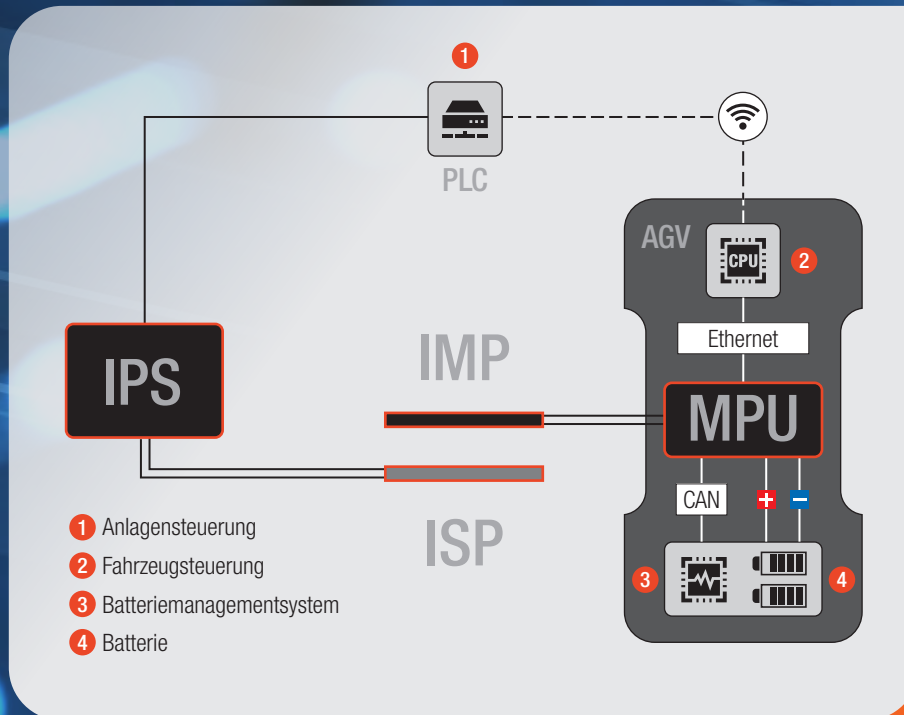 1
PLC
AGV
CPU
2
Ethernet
IPS
IMP
MPU
ISP
CAN
+
−
3
4
1 Anlagensteuerung
2 Fahrzeugsteuerung
3 Batteriemanagementsystem
4 Batterie